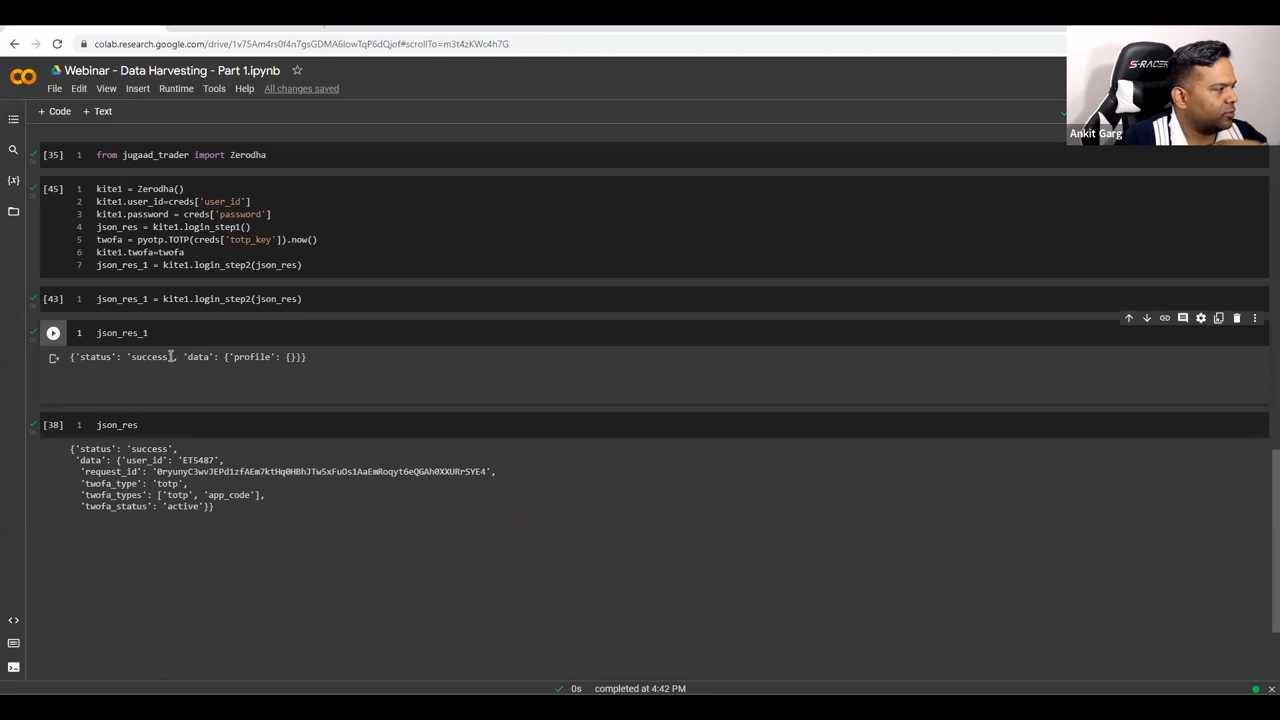 colab.research.google.com/drive/1v75Am4rs0f4n7gsGDMA6lowTqP6dQjof#scrollTo=m3t4zKWc4h7G
Webinar - Data Harvesting - Part 1.ipynb
File Edit View Insert Runtime Tools Help All changes saved
+ Code + Text
S-RACER
Ankit Garg
[35] 1 from jugaad_trader import Zerodha
[45] 1 kite1 = Zerodha()
2 kite1.user_id=creds['user_id']
3 kite1.password = creds['password']
4 json_res = kite1.login_step1()
5 twofa = pyotp.TOTP(creds['totp_key']).now()
6 kite1.twofa=twofa
7 json_res_1 = kite1.login_step2(json_res)
[43] 1 json_res_1 = kite1.login_step2(json_res)
1 json_res_1
{'status': 'success', 'data': {'profile': {}}}
[38] 1 json_res
{'status': 'success',
'data': {'user_id': 'ET5487',
'request_id': '0ryunyC3wvJEPd1zfAEm7ktHq0HBhJTw5xFuOs1AaEmRoqyt6eQGAh0XXURrSYE4',
'twofa_type': 'totp',
'twofa_types': ['totp', 'app_code'],
'twofa_status': 'active'}}
0s completed at 4:42 PM